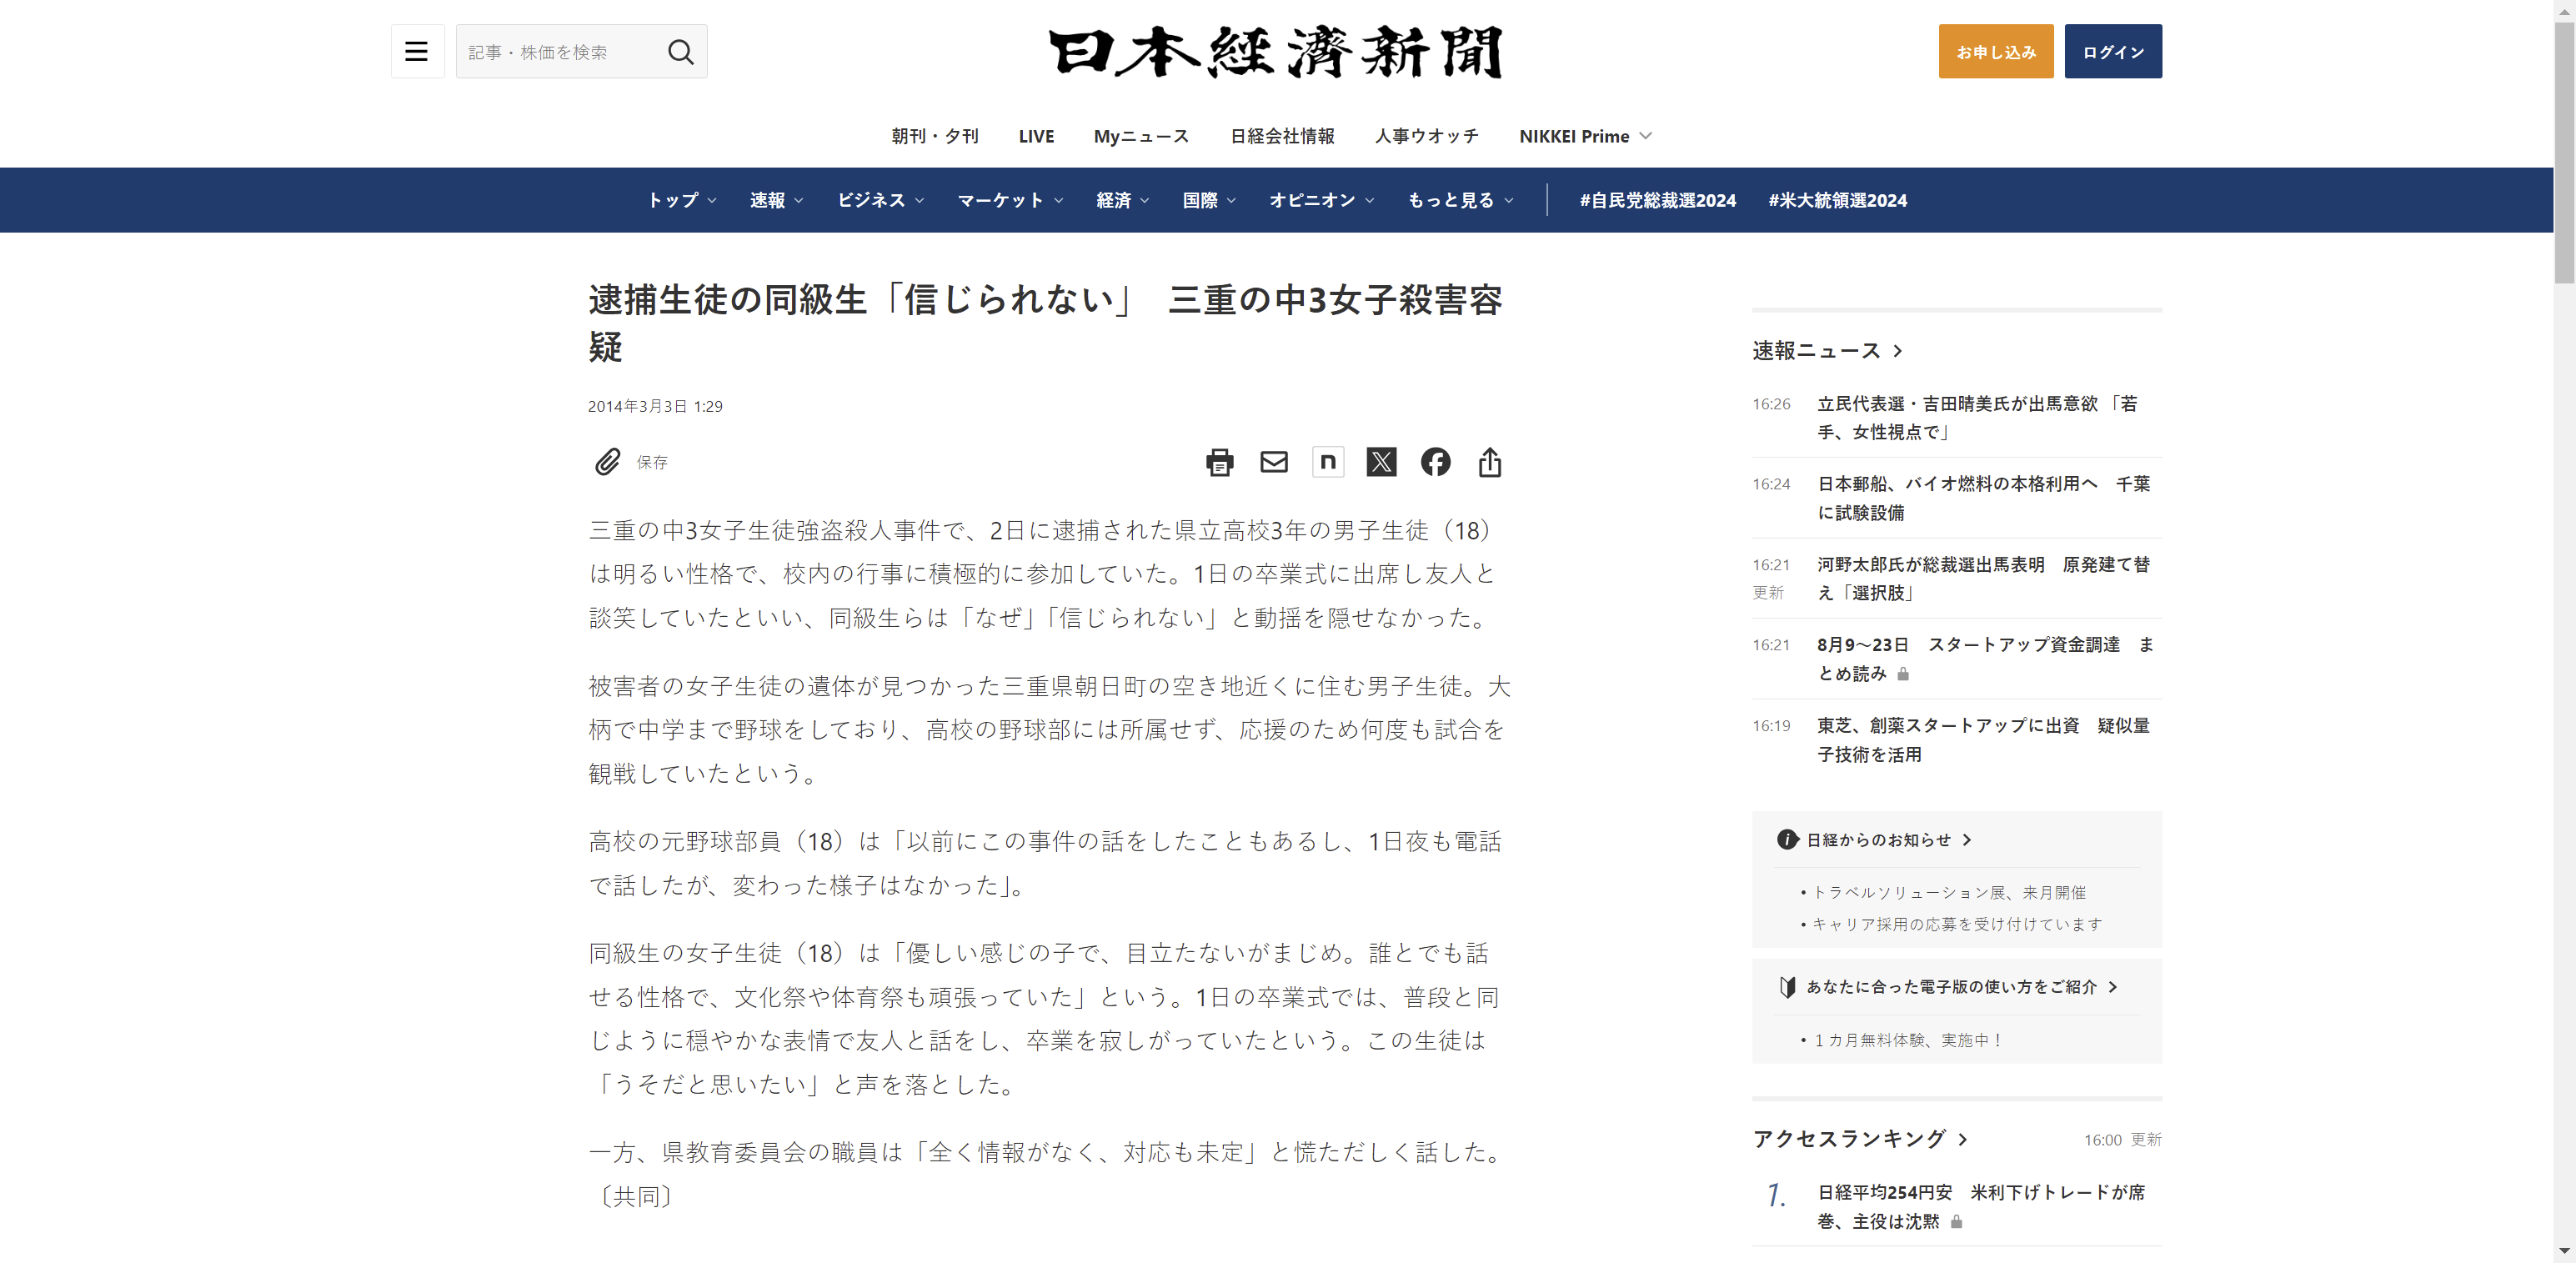 記事・株価を検索
日本経済新聞
お申し込み
ログイン
朝刊・夕刊
LIVE
Myニュース
日経会社情報
人事ウオッチ
NIKKEI Prime
トップ
速報
ビジネス
マーケット
経済
国際
オピニオン
もっと見る
#自民党総裁選2024
#米大統領選2024
逮捕生徒の同級生「信じられない」　三重の中3女子殺害容
疑
2014年3月3日 1:29
保存
三重の中3女子生徒強盗殺人事件で、2日に逮捕された県立高校3年の男子生徒（18）
は明るい性格で、校内の行事に積極的に参加していた。1日の卒業式に出席し友人と
談笑していたといい、同級生らは「なぜ」「信じられない」と動揺を隠せなかった。
被害者の女子生徒の遺体が見つかった三重県朝日町の空き地近くに住む男子生徒。大
柄で中学まで野球をしており、高校の野球部には所属せず、応援のため何度も試合を
観戦していたという。
高校の元野球部員（18）は「以前にこの事件の話をしたこともあるし、1日夜も電話
で話したが、変わった様子はなかった」。
同級生の女子生徒（18）は「優しい感じの子で、目立たないがまじめ。誰とでも話
せる性格で、文化祭や体育祭も頑張っていた」という。1日の卒業式では、普段と同
じように穏やかな表情で友人と話をし、卒業を寂しがっていたという。この生徒は
「うそだと思いたい」と声を落とした。
一方、県教育委員会の職員は「全く情報がなく、対応も未定」と慌ただしく話した。
〔共同〕
速報ニュース
16:26
立民代表選・吉田晴美氏が出馬意欲 「若
手、女性視点で」
16:24
日本郵船、バイオ燃料の本格利用へ　千葉
に試験設備
16:21
更新
河野太郎氏が総裁選出馬表明　原発建て替
え「選択肢」
16:21
8月9～23日　スタートアップ資金調達　ま
とめ読み
16:19
東芝、創薬スタートアップに出資　疑似量
子技術を活用
日経からのお知らせ
• トラベルソリューション展、来月開催
• キャリア採用の応募を受け付けています
あなたに合った電子版の使い方をご紹介
• １カ月無料体験、実施中！
アクセスランキング
16:00 更新
1.
日経平均254円安　米利下げトレードが席
巻、主役は沈黙